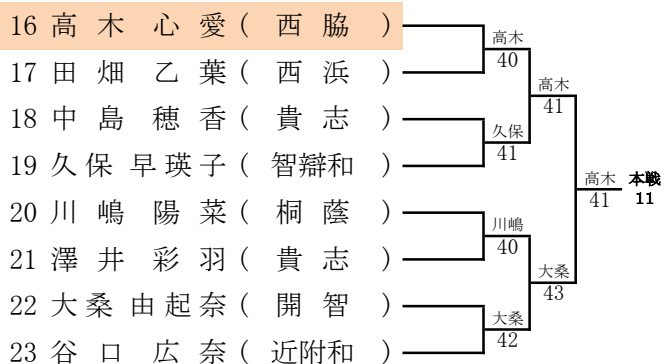 16 高 木 心 愛 ( 西 脇 )
17 田 畑 乙 葉 ( 西 浜 )
18 中 島 穂 香 ( 貴 志 )
19 久 保 早 瑛 子 ( 智辯和 )
20 川 嶋 陽 菜 ( 桐 蔭 )
21 澤 井 彩 羽 ( 貴 志 )
22 大 桑 由 起 奈 ( 開 智 )
23 谷 口 広 奈 ( 近附和 )
高木
40
久保
41
川嶋
40
大桑
42
高木
41
大桑
43
高木
41
本戦
11